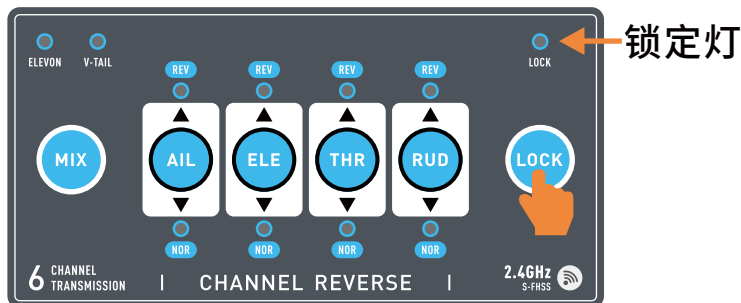 锁定灯
ELEVON V-TAIL LOCK
REV REV REV REV
MIX AIL ELE THR RUD LOCK
NOR NOR NOR NOR
6 CHANNEL TRANSMISSION
CHANNEL REVERSE
2.4GHz
S-FHSS